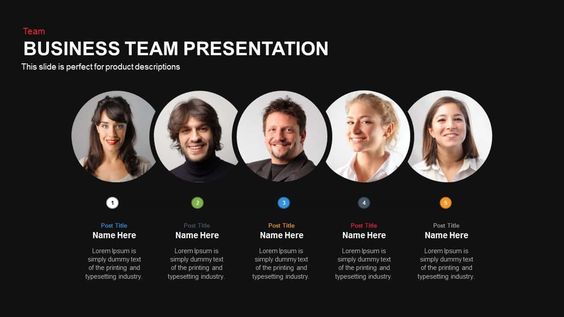 Team
BUSINESS TEAM PRESENTATION
This slide is perfect for product descriptions
1
2
3
4
5
Post Title
Name Here
Lorem Ipsum is
simply dummy text
of the printing and
typesetting industry.
Post Title
Name Here
Lorem Ipsum is
simply dummy text
of the printing and
typesetting industry.
Post Title
Name Here
Lorem Ipsum is
simply dummy text
of the printing and
typesetting industry.
Post Title
Name Here
Lorem Ipsum is
simply dummy text
of the printing and
typesetting industry.
Post Title
Name Here
Lorem Ipsum is
simply dummy text
of the printing and
typesetting industry.